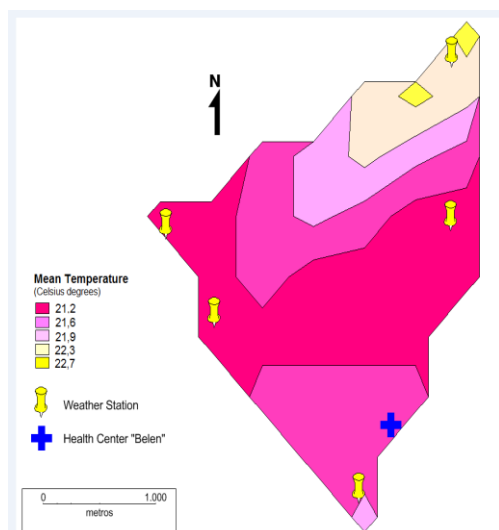 N
Mean Temperature
(Celsius degrees)
21.2
21,6
21,9
22,3
22,7
Weather Station
Health Center "Belen"
0 1.000
metros